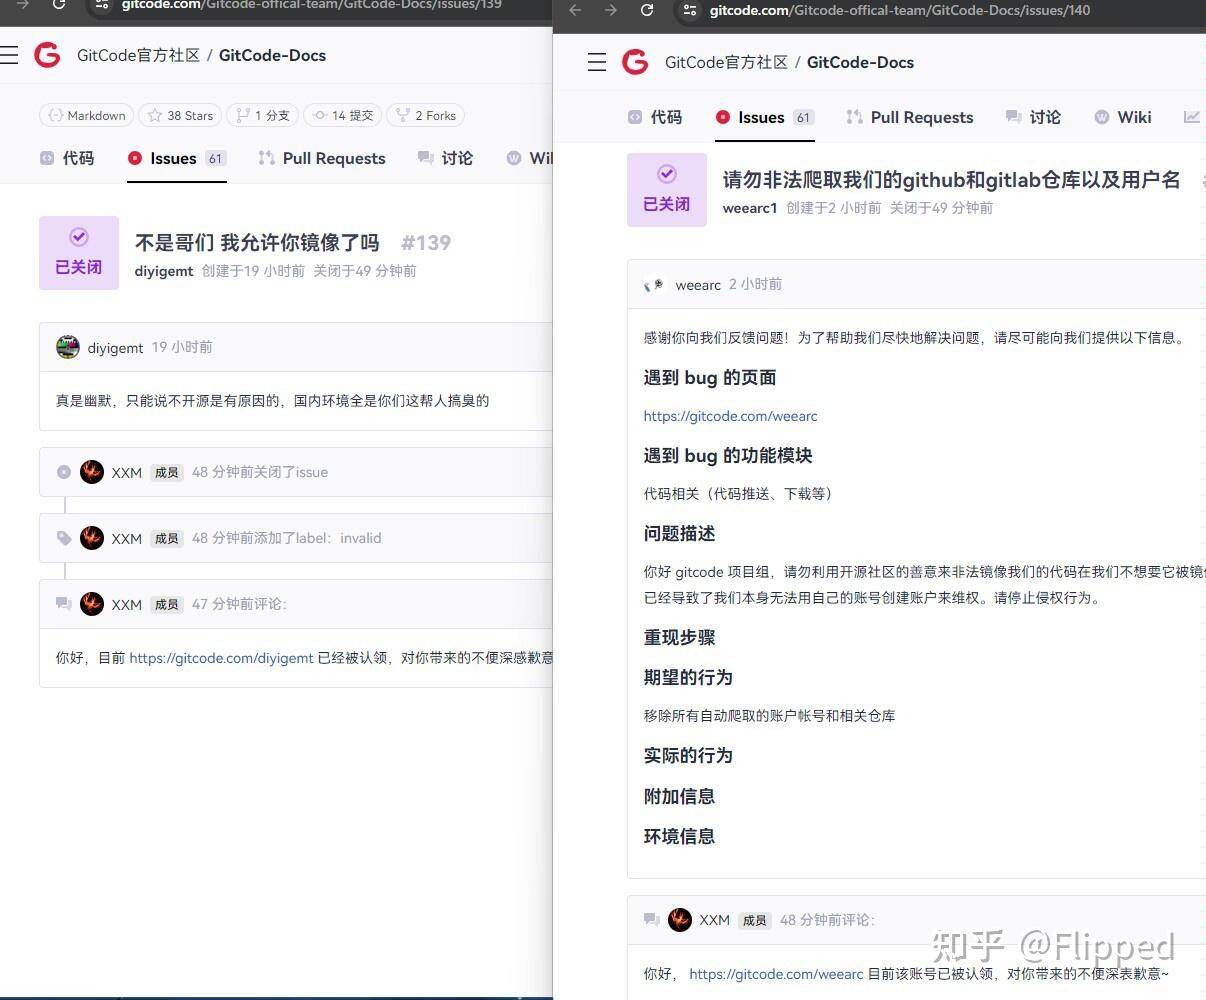 gitcode.com/Gitcode-offical-team/GitCode-Docs/issues/139
GitCode官方社区 / GitCode-Docs
Markdown 38 Stars 1 分支 14 提交 2 Forks
代码 Issues 61 Pull Requests 讨论 Wi
已关闭
不是哥们 我允许你镜像了吗 #139
diyigemt 创建于19 小时前 关闭于49 分钟前
diyigemt 19 小时前
真是幽默，只能说不开源是有原因的，国内环境全是你们这帮人搞臭的
XXM 成员 48 分钟前关闭了issue
XXM 成员 48 分钟前添加了label：invalid
XXM 成员 47 分钟前评论：
你好，目前 https://gitcode.com/diyigemt 已经被认领，对你带来的不便深感歉意
gitcode.com/Gitcode-offical-team/GitCode-Docs/issues/140
GitCode官方社区 / GitCode-Docs
代码 Issues 61 Pull Requests 讨论 Wiki
已关闭
请勿非法爬取我们的github和gitlab仓库以及用户名
weearc1 创建于2 小时前 关闭于49 分钟前
weearc 2 小时前
感谢你向我们反馈问题！为了帮助我们尽快地解决问题，请尽可能向我们提供以下信息。
遇到 bug 的页面
https://gitcode.com/weearc
遇到 bug 的功能模块
代码相关（代码推送、下载等）
问题描述
你好 gitcode 项目组，请勿利用开源社区的善意来非法镜像我们的代码在我们不想要它被镜
已经导致了我们本身无法用自己的账号创建账户来维权。请停止侵权行为。
重现步骤
期望的行为
移除所有自动爬取的账户帐号和相关仓库
实际的行为
附加信息
环境信息
XXM 成员 48 分钟前评论：
你好， https://gitcode.com/weearc 目前该账号已被认领，对你带来的不便深表歉意~
知乎 @Flipped